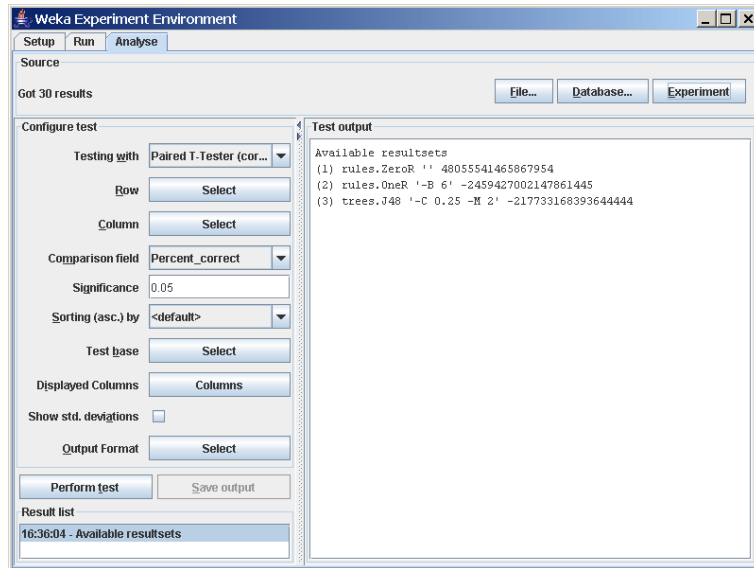 Weka Experiment Environment
Setup Run Analyse
Source
Got 30 results
File... Database... Experiment
Configure test
Testing with Paired T-Tester (cor...
Row Select
Column Select
Comparison field Percent_correct
Significance 0.05
Sorting (asc.) by <default>
Test base Select
Displayed Columns Columns
Show std. deviations
Output Format Select
Perform test Save output
Result list
16:36:04 - Available resultsets
Test output
Available resultsets
(1) rules.ZeroR '' 48055541465867954
(2) rules.OneR '-B 6' -2459427002147861445
(3) trees.J48 '-C 0.25 -M 2' -217733168393644444